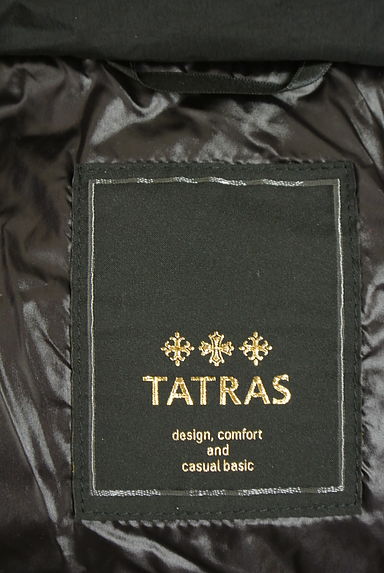 TATRAS
design, comfort
and
casual basic